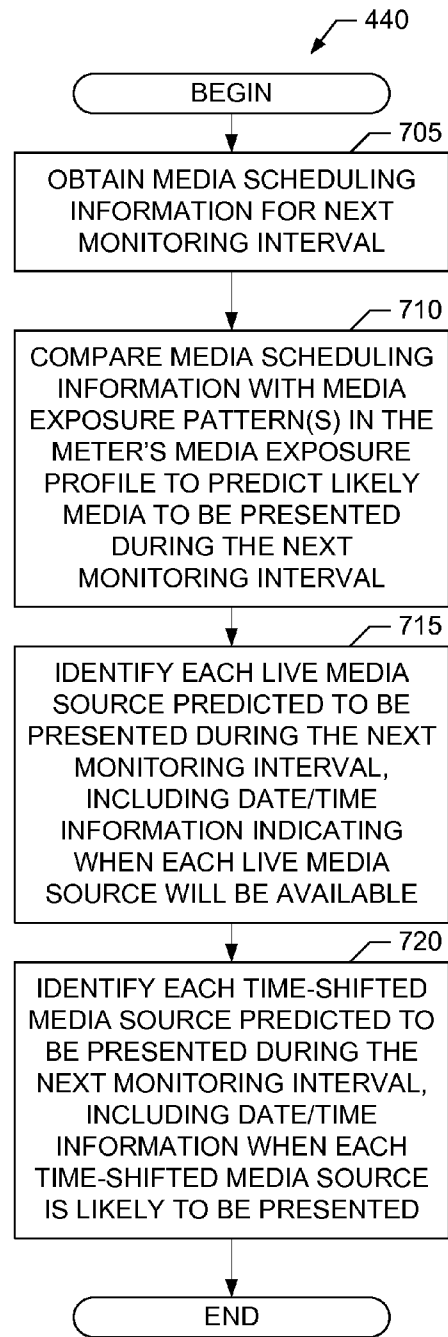 440
BEGIN
705
OBTAIN MEDIA SCHEDULING
INFORMATION FOR NEXT
MONITORING INTERVAL
710
COMPARE MEDIA SCHEDULING
INFORMATION WITH MEDIA
EXPOSURE PATTERN(S) IN THE
METER'S MEDIA EXPOSURE
PROFILE TO PREDICT LIKELY
MEDIA TO BE PRESENTED
DURING THE NEXT
MONITORING INTERVAL
715
IDENTIFY EACH LIVE MEDIA
SOURCE PREDICTED TO BE
PRESENTED DURING THE NEXT
MONITORING INTERVAL,
INCLUDING DATE/TIME
INFORMATION INDICATING
WHEN EACH LIVE MEDIA
SOURCE WILL BE AVAILABLE
720
IDENTIFY EACH TIME-SHIFTED
MEDIA SOURCE PREDICTED TO
BE PRESENTED DURING THE
NEXT MONITORING INTERVAL,
INCLUDING DATE/TIME
INFORMATION WHEN EACH
TIME-SHIFTED MEDIA SOURCE
IS LIKELY TO BE PRESENTED
END